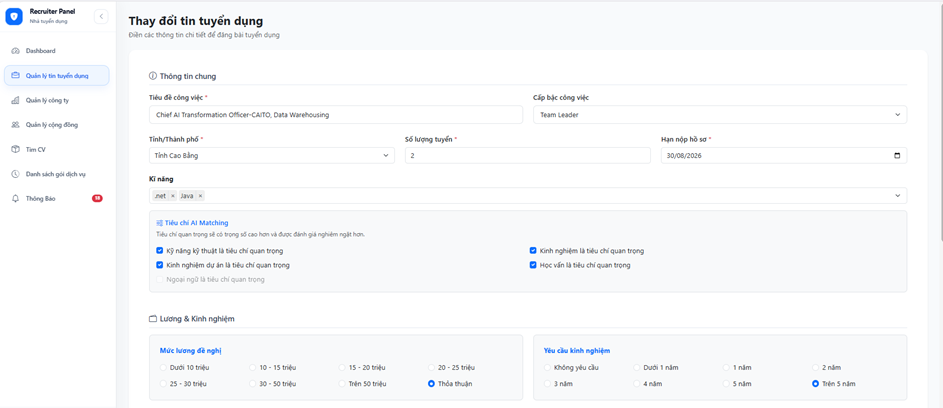 Recruiter Panel
Nhà tuyển dụng
Dashboard
Quản lý tin tuyển dụng
Quản lý công ty
Quản lý cộng đồng
Tìm CV
Danh sách gói dịch vụ
Thông Báo
Thay đổi tin tuyển dụng
Điền các thông tin chi tiết để đăng bài tuyển dụng
Thông tin chung
Tiêu đề công việc * Cấp bậc công việc
Chief AI Transformation Officer-CAITO, Data Warehousing Team Leader
Tỉnh/Thành phố * Số lượng tuyển * Hạn nộp hồ sơ *
Tỉnh Cao Bằng 2 30/08/2026
Kĩ năng
.net × Java ×
Tiêu chí AI Matching
Tiêu chí quan trọng sẽ có trọng số cao hơn và được đánh giá nghiêm ngặt hơn.
Kỹ năng kỹ thuật là tiêu chí quan trọng Kinh nghiệm là tiêu chí quan trọng
Kinh nghiệm dự án là tiêu chí quan trọng Học vấn là tiêu chí quan trọng
Ngoại ngữ là tiêu chí quan trọng
Lương & Kinh nghiệm
Mức lương đề nghị Yêu cầu kinh nghiệm
Dưới 10 triệu 10 - 15 triệu 15 - 20 triệu 20 - 25 triệu Không yêu cầu Dưới 1 năm 1 năm 2 năm
25 - 30 triệu 30 - 50 triệu Trên 50 triệu Thỏa thuận 3 năm 4 năm 5 năm Trên 5 năm